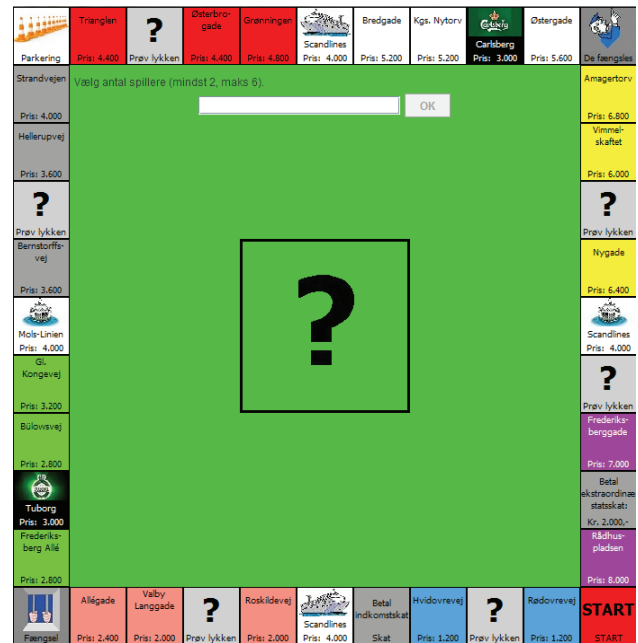 Parkering
Trianglen
Pris: 4.400
?
Prøv lykken
Østerbro-
gade
Pris: 4.400
Grønningen
Pris: 4.800
Scandlines
Pris: 4.000
Bredgade
Pris: 5.200
Kgs. Nytorv
Pris: 5.200
Carlsberg
Carlsberg
Pris: 3.000
Østergade
Pris: 5.600
De fængsles
Strandvejen
Pris: 4.000
Vælg antal spillere (mindst 2, maks 6).
OK
Amagertorv
Pris: 6.800
Hellerupvej
Pris: 3.600
Vimmel-
skaftet
Pris: 6.000
?
Prøv lykken
?
Prøv lykken
Bernstorffs-
vej
Pris: 3.600
Nygade
Pris: 6.400
Mols-Linien
Pris: 4.000
?
Scandlines
Pris: 4.000
Gl.
Kongevej
Pris: 3.200
?
Prøv lykken
Bülowsvej
Pris: 2.800
Frederiks-
berggade
Pris: 7.000
Tuborg
Pris: 3.000
Betal
ekstraordinæ
statsskat:
Kr. 2.000,-
Frederiks-
berg Allé
Pris: 2.800
Rådhus-
pladsen
Pris: 8.000
Fængsel
Allégade
Pris: 2.400
Valby
Langgade
Pris: 2.000
?
Prøv lykken
Roskildevej
Pris: 2.000
Scandlines
Pris: 4.000
Betal
indkomstskat
Skat
Hvidovrevej
Pris: 1.200
?
Prøv lykken
Rødovrevej
Pris: 1.200
START
START